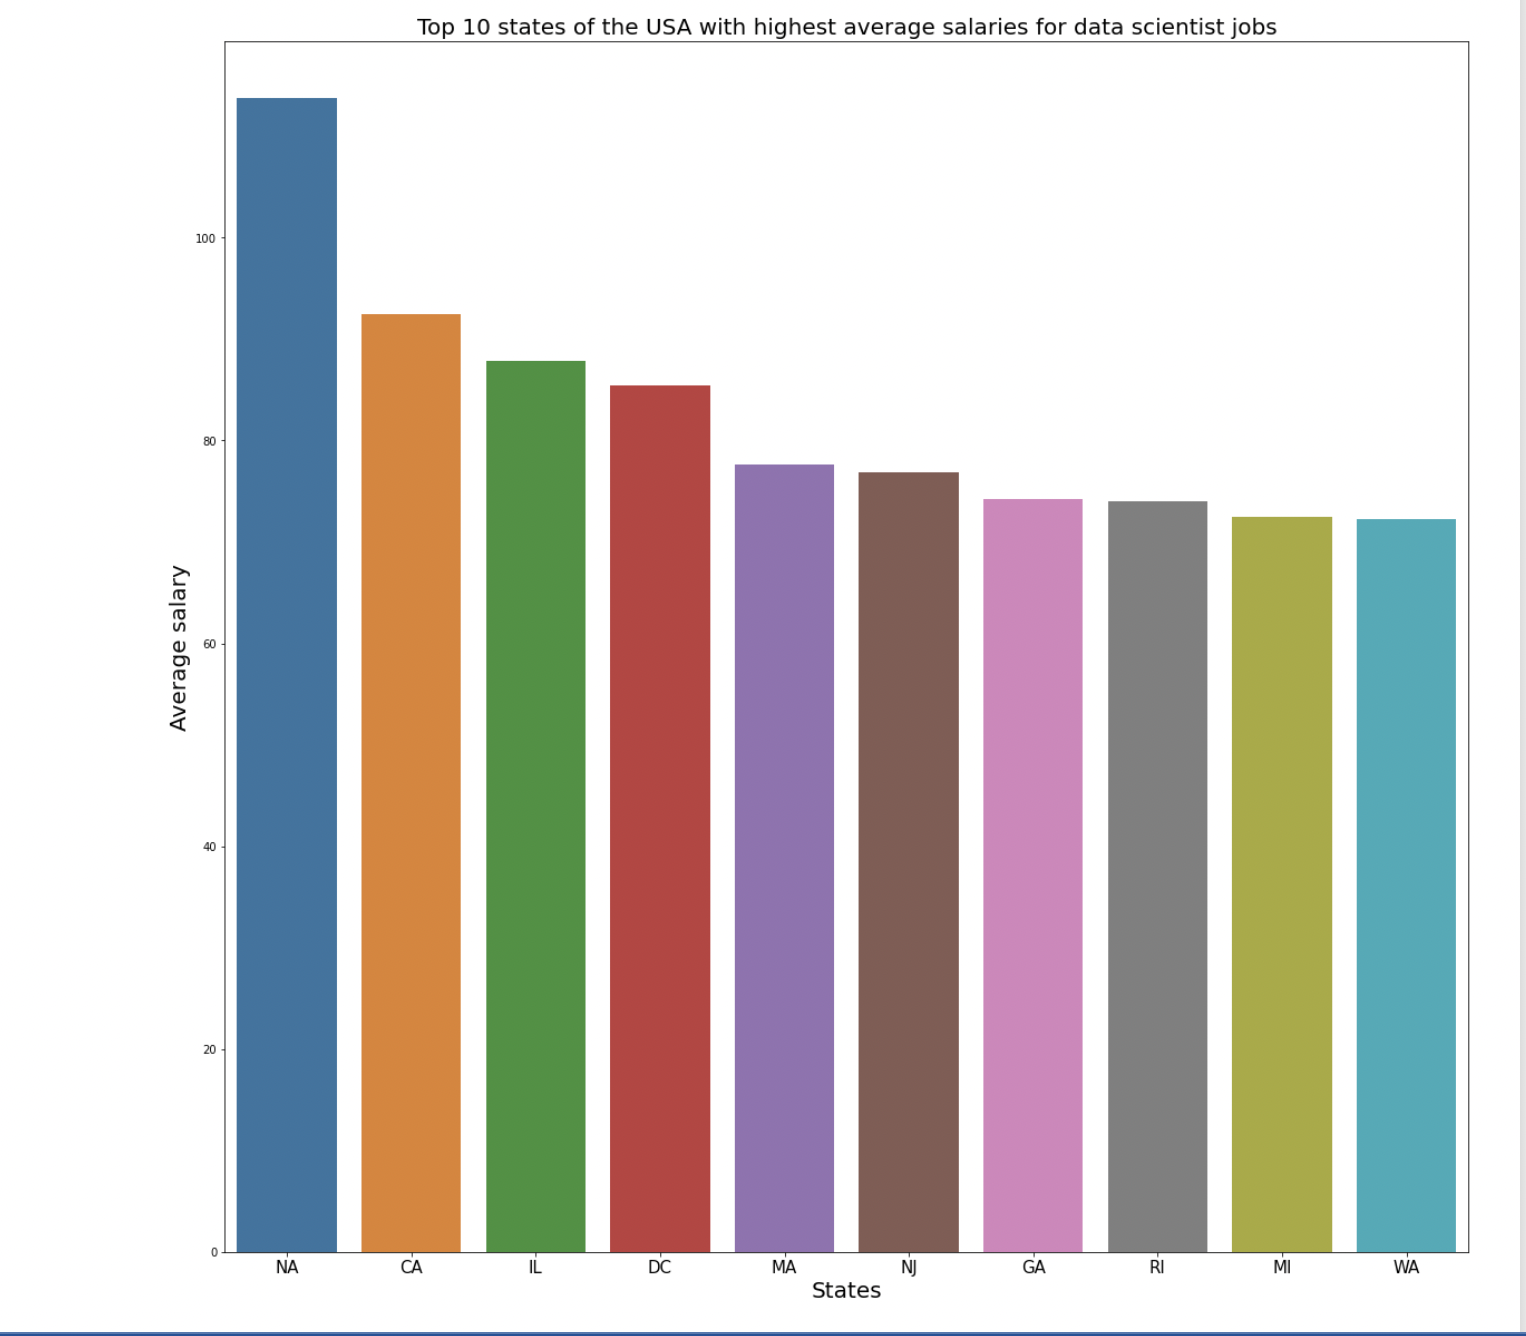 Top 10 states of the USA with highest average salaries for data scientist jobs
Average salary
100
80
60
40
20
0
NA CA IL DC MA NJ GA RI MI WA
States